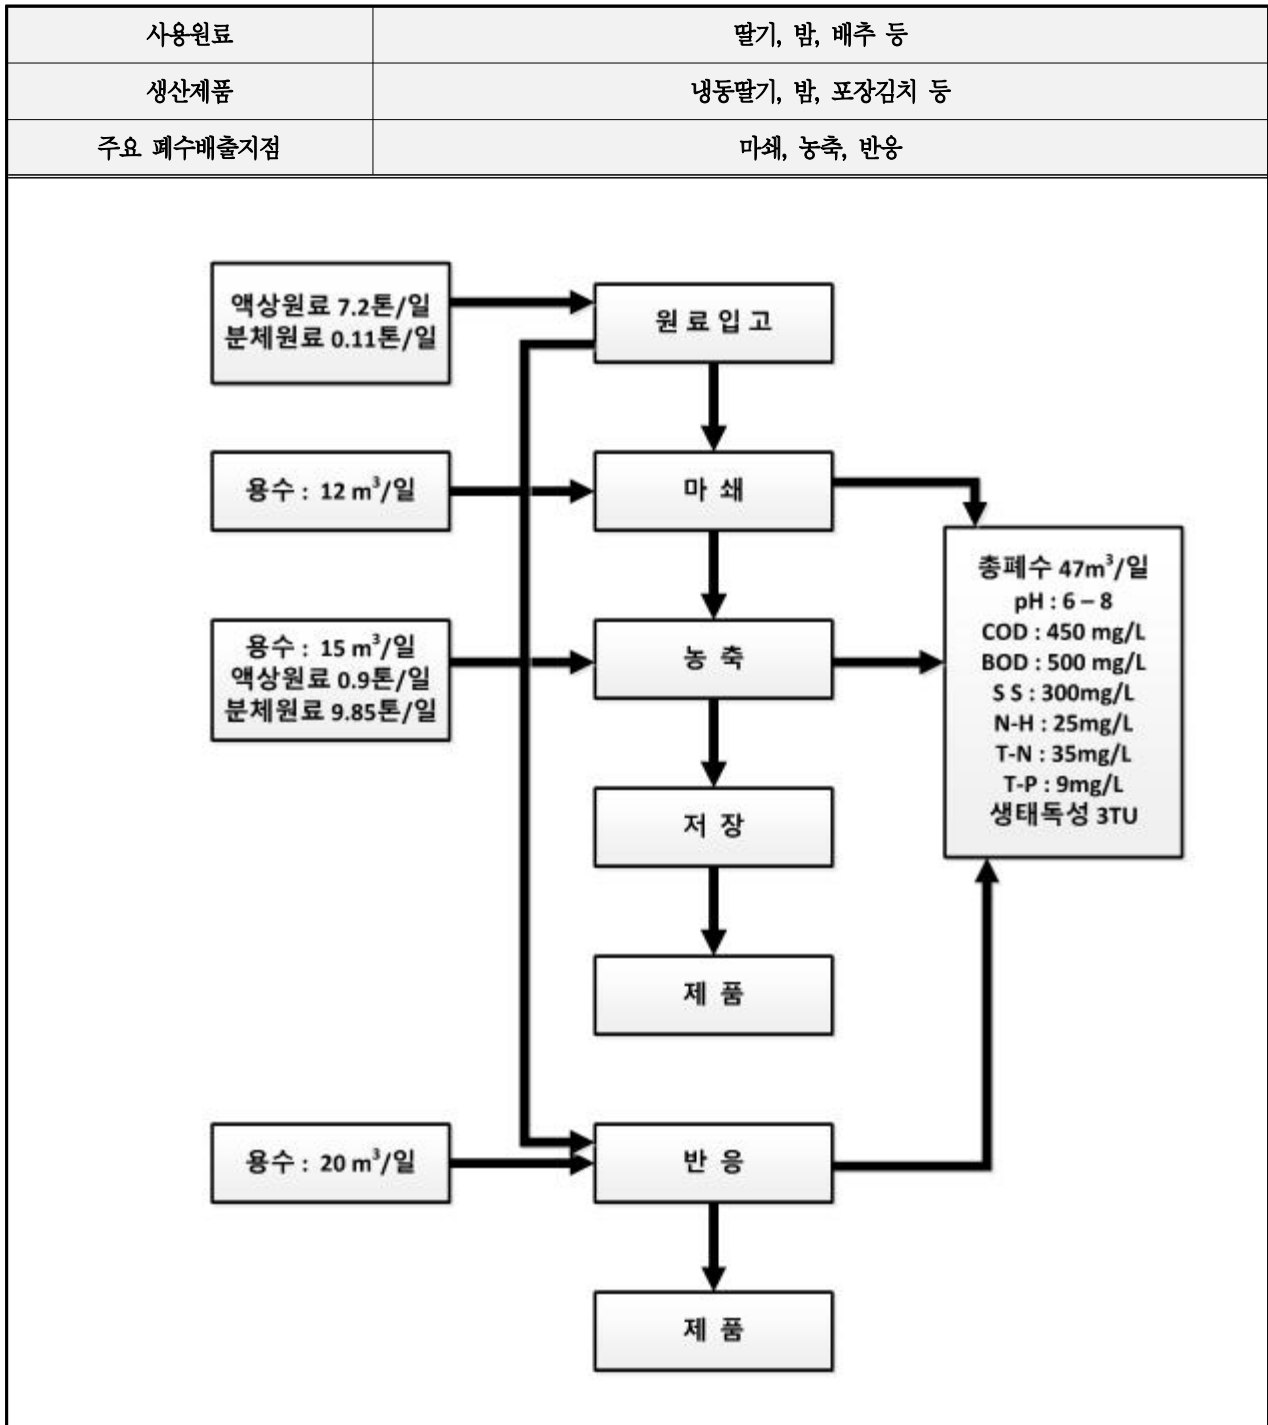 사용원료 딸기, 밤, 배추 등
생산제품 냉동딸기, 밤, 포장김치 등
주요 폐수배출지점 마쇄, 농축, 반응
액상원료 7.2톤/일
분체원료 0.11톤/일
원료입고
용수 : 12 m³/일
마 쇄
용수 : 15 m³/일
액상원료 0.9톤/일
분체원료 9.85톤/일
농 축
총폐수 47m³/일
pH : 6 – 8
COD : 450 mg/L
BOD : 500 mg/L
S S : 300mg/L
N-H : 25mg/L
T-N : 35mg/L
T-P : 9mg/L
생태독성 3TU
저 장
제 품
용수 : 20 m³/일
반 응
제 품